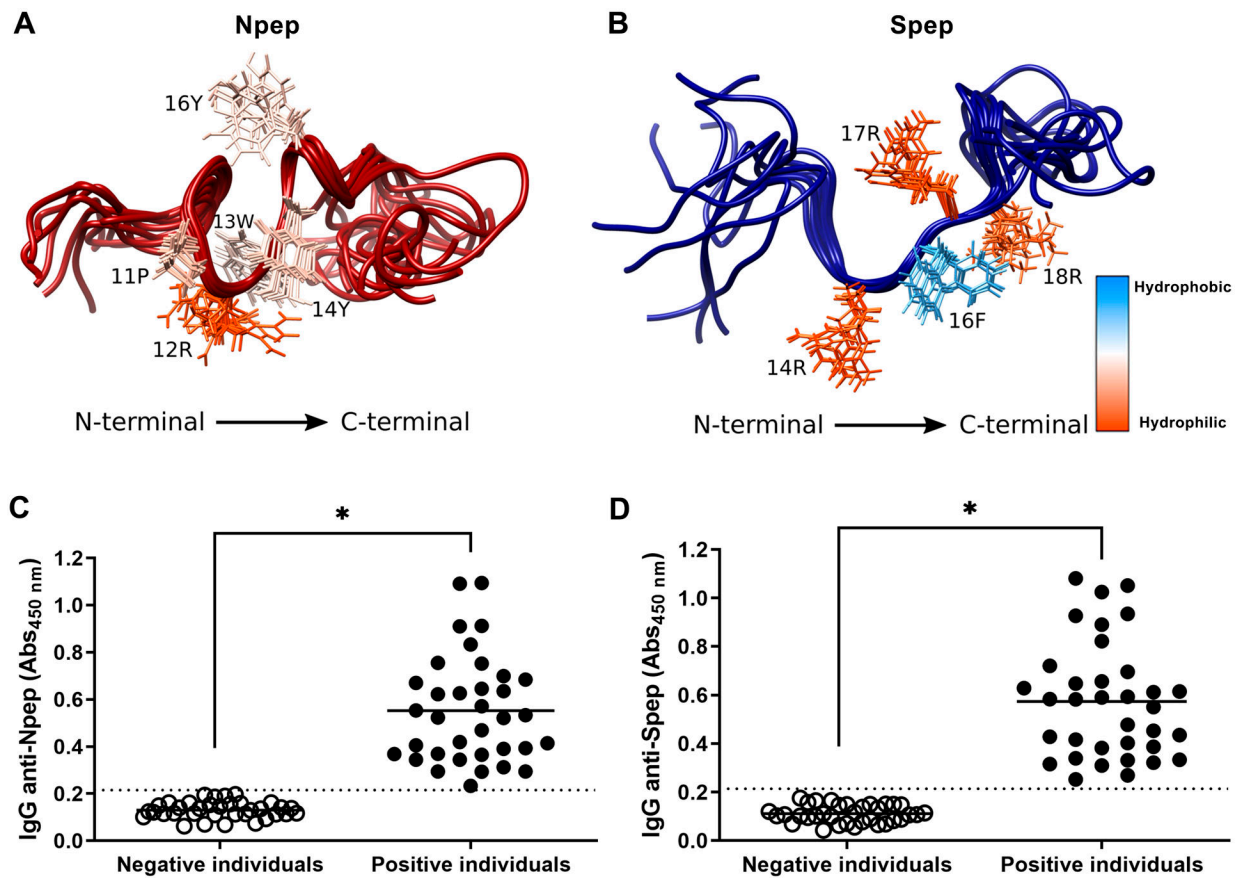 A
Npep
16Y
13W
11P
14Y
12R
N-terminal
C-terminal
B
Spep
17R
18R
16F
14R
Hydrophobic
Hydrophilic
N-terminal
C-terminal
C
*
IgG anti-Npep (Abs450 nm)
1.2
1.0
0.8
0.6
0.4
0.2
0.0
Negative individuals
Positive individuals
D
*
IgG anti-Spep (Abs450 nm)
1.2
1.0
0.8
0.6
0.4
0.2
0.0
Negative individuals
Positive individuals